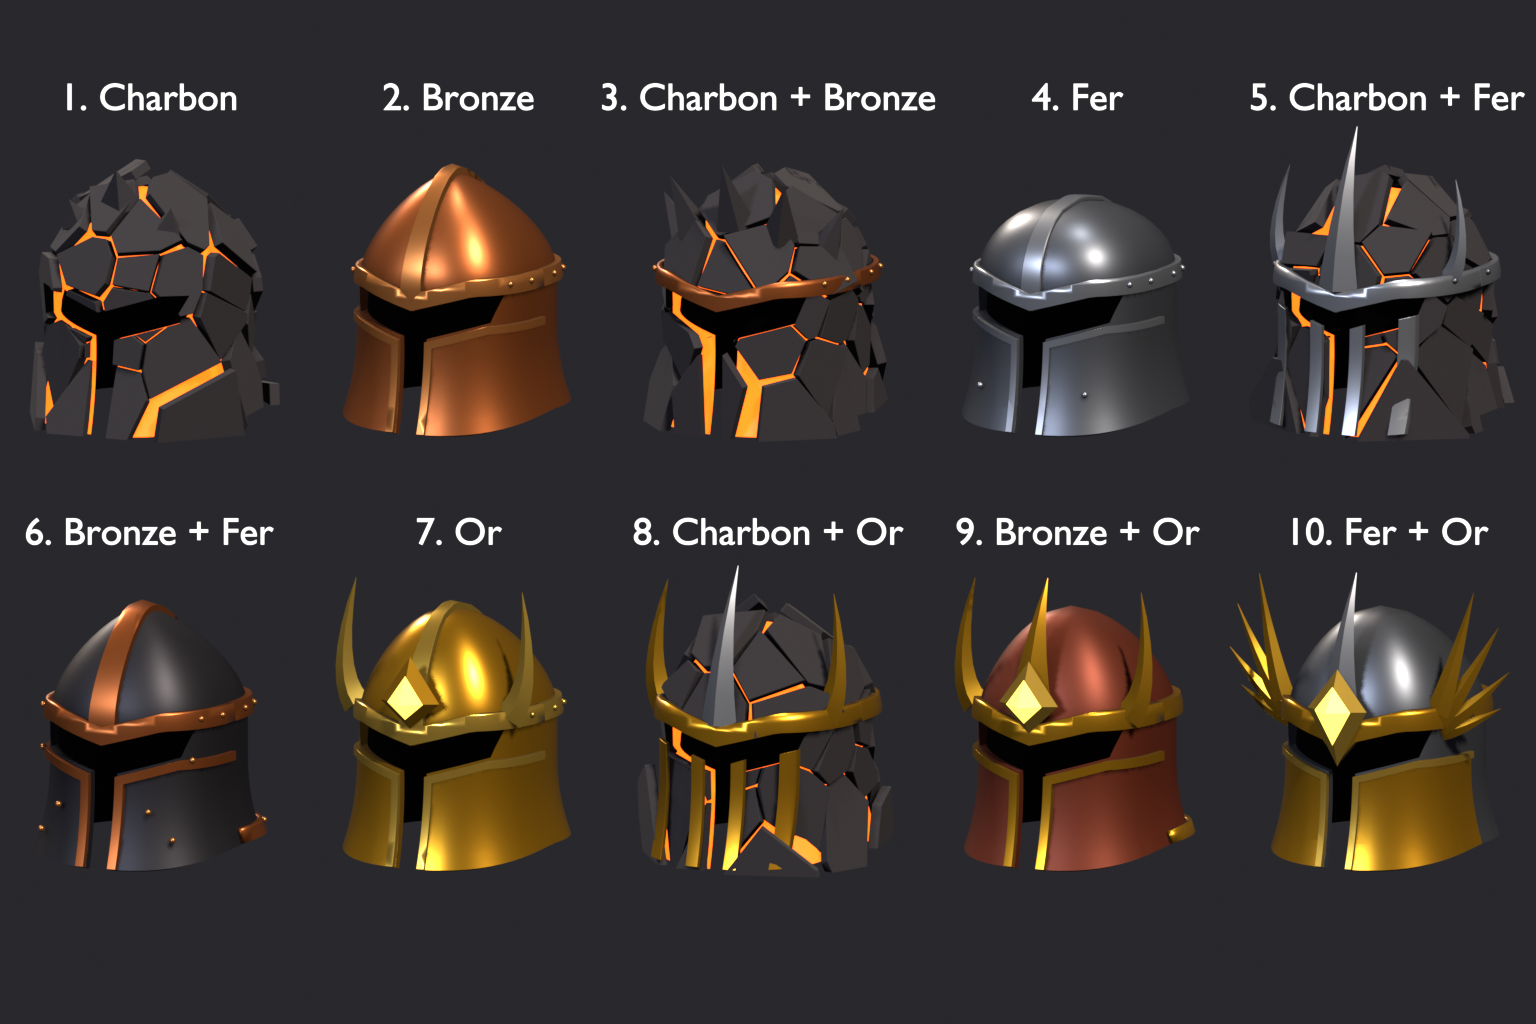 1. Charbon
2. Bronze
3. Charbon + Bronze
4. Fer
5. Charbon + Fer
6. Bronze + Fer
7. Or
8. Charbon + Or
9. Bronze + Or
10. Fer + Or